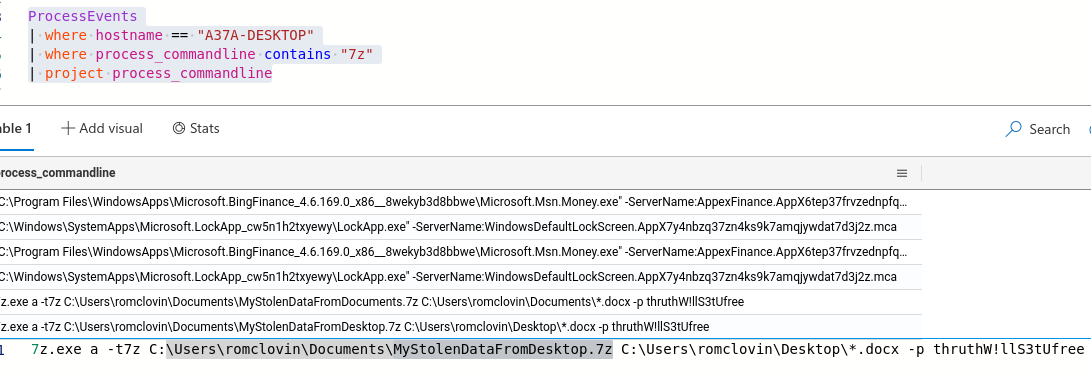 ProcessEvents
| where hostname == "A37A-DESKTOP"
| where process_commandline contains "7z"
| project process_commandline
able 1 Add visual Stats Search
rocess_commandline
C:\Program Files\WindowsApps\Microsoft.BingFinance_4.6.169.0_x86__8wekyb3d8bbwe\Microsoft.Msn.Money.exe" -ServerName:AppexFinance.AppX6tep37frvzednpfq...
C:\Windows\SystemApps\Microsoft.LockApp_cw5n1h2txyewy\LockApp.exe" -ServerName:WindowsDefaultLockScreen.AppX7y4nbzq37zn4ks9k7amqjywdat7d3j2z.mca
C:\Program Files\WindowsApps\Microsoft.BingFinance_4.6.169.0_x86__8wekyb3d8bbwe\Microsoft.Msn.Money.exe" -ServerName:AppexFinance.AppX6tep37frvzednpfq...
C:\Windows\SystemApps\Microsoft.LockApp_cw5n1h2txyewy\LockApp.exe" -ServerName:WindowsDefaultLockScreen.AppX7y4nbzq37zn4ks9k7amqjywdat7d3j2z.mca
z.exe a -t7z C:\Users\romclovin\Documents\MyStolenDataFromDocuments.7z C:\Users\romclovin\Documents\*.docx -p thruthW!llS3tUfree
z.exe a -t7z C:\Users\romclovin\Documents\MyStolenDataFromDesktop.7z C:\Users\romclovin\Desktop\*.docx -p thruthW!llS3tUfree
1 7z.exe a -t7z C:\Users\romclovin\Documents\MyStolenDataFromDesktop.7z C:\Users\romclovin\Desktop\*.docx -p thruthW!llS3tUfree